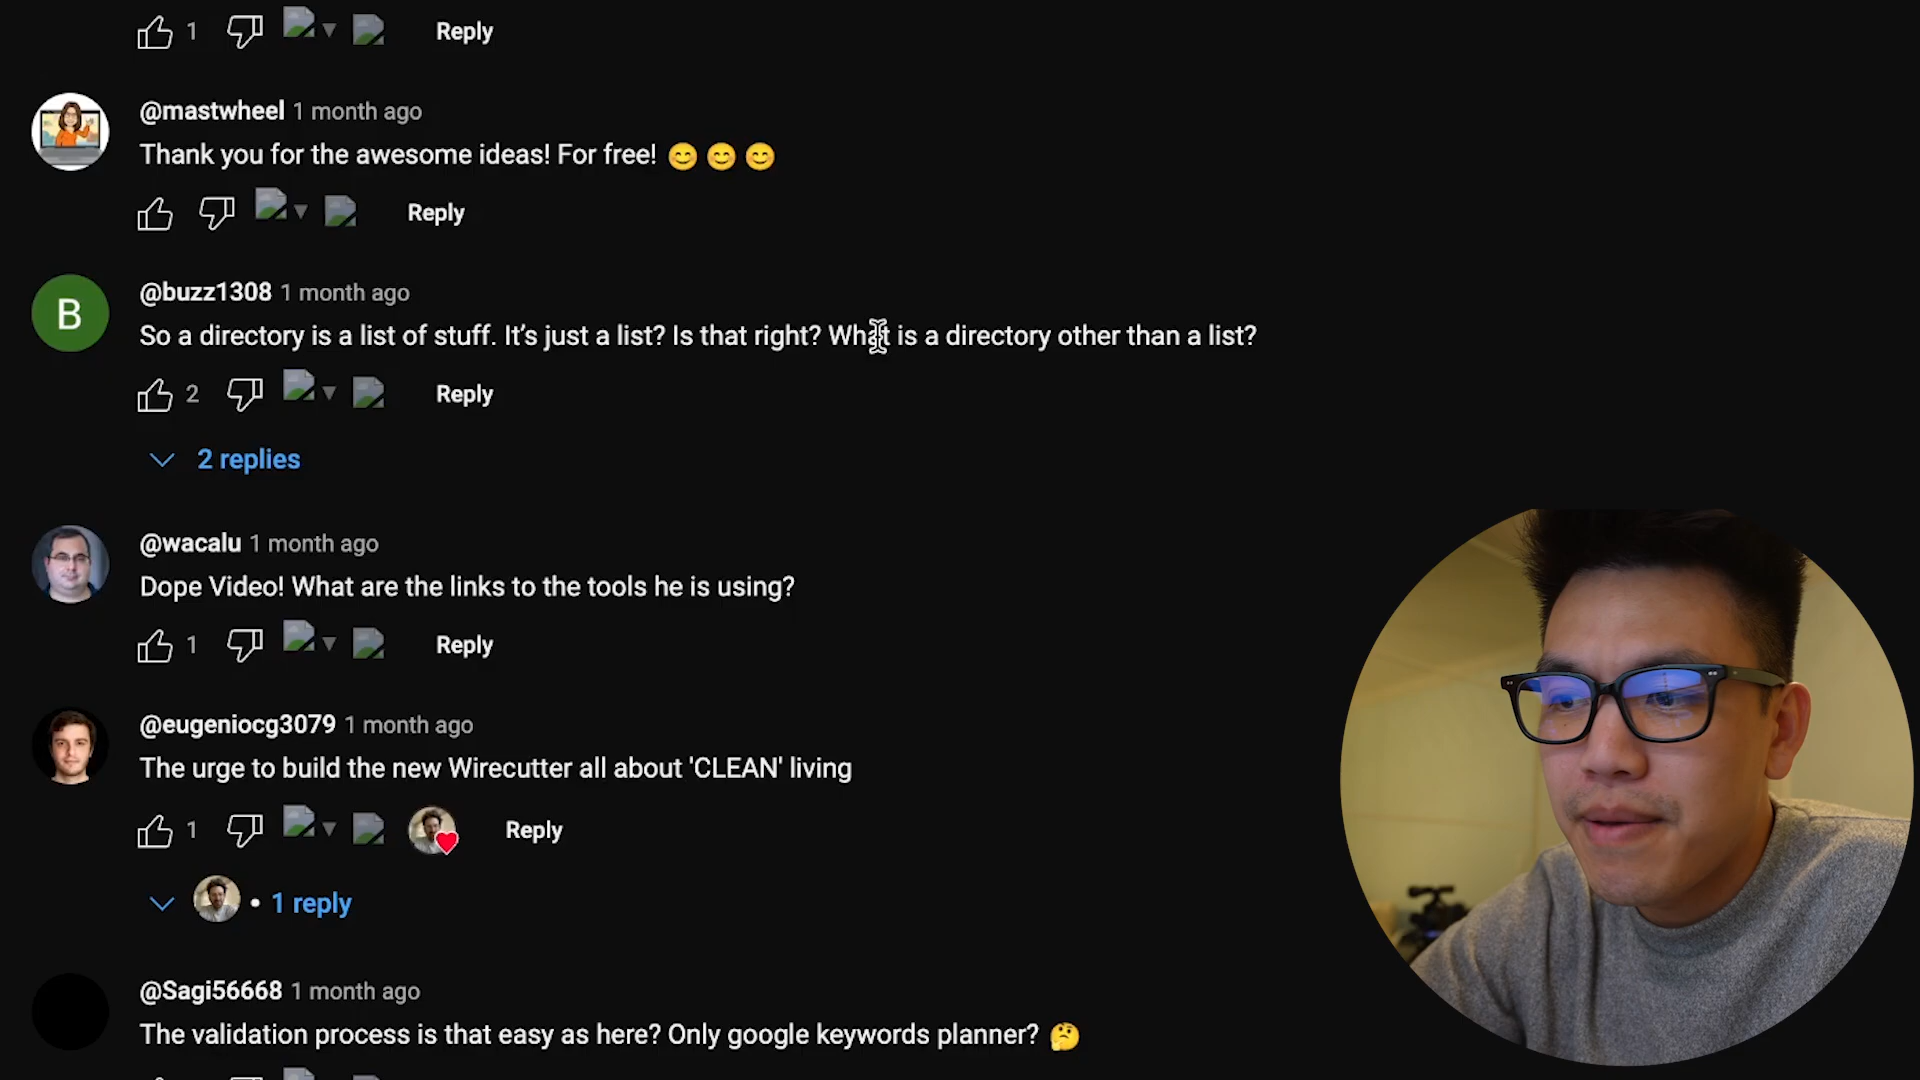 1 Reply
@mastwheel 1 month ago
Thank you for the awesome ideas! For free! 😊 😊 😊
Reply
B
@buzz1308 1 month ago
So a directory is a list of stuff. It’s just a list? Is that right? What is a directory other than a list?
2 Reply
2 replies
@wacalu 1 month ago
Dope Video! What are the links to the tools he is using?
1 Reply
@eugeniocg3079 1 month ago
The urge to build the new Wirecutter all about 'CLEAN' living
1 Reply
• 1 reply
@Sagi56668 1 month ago
The validation process is that easy as here? Only google keywords planner? 🤔